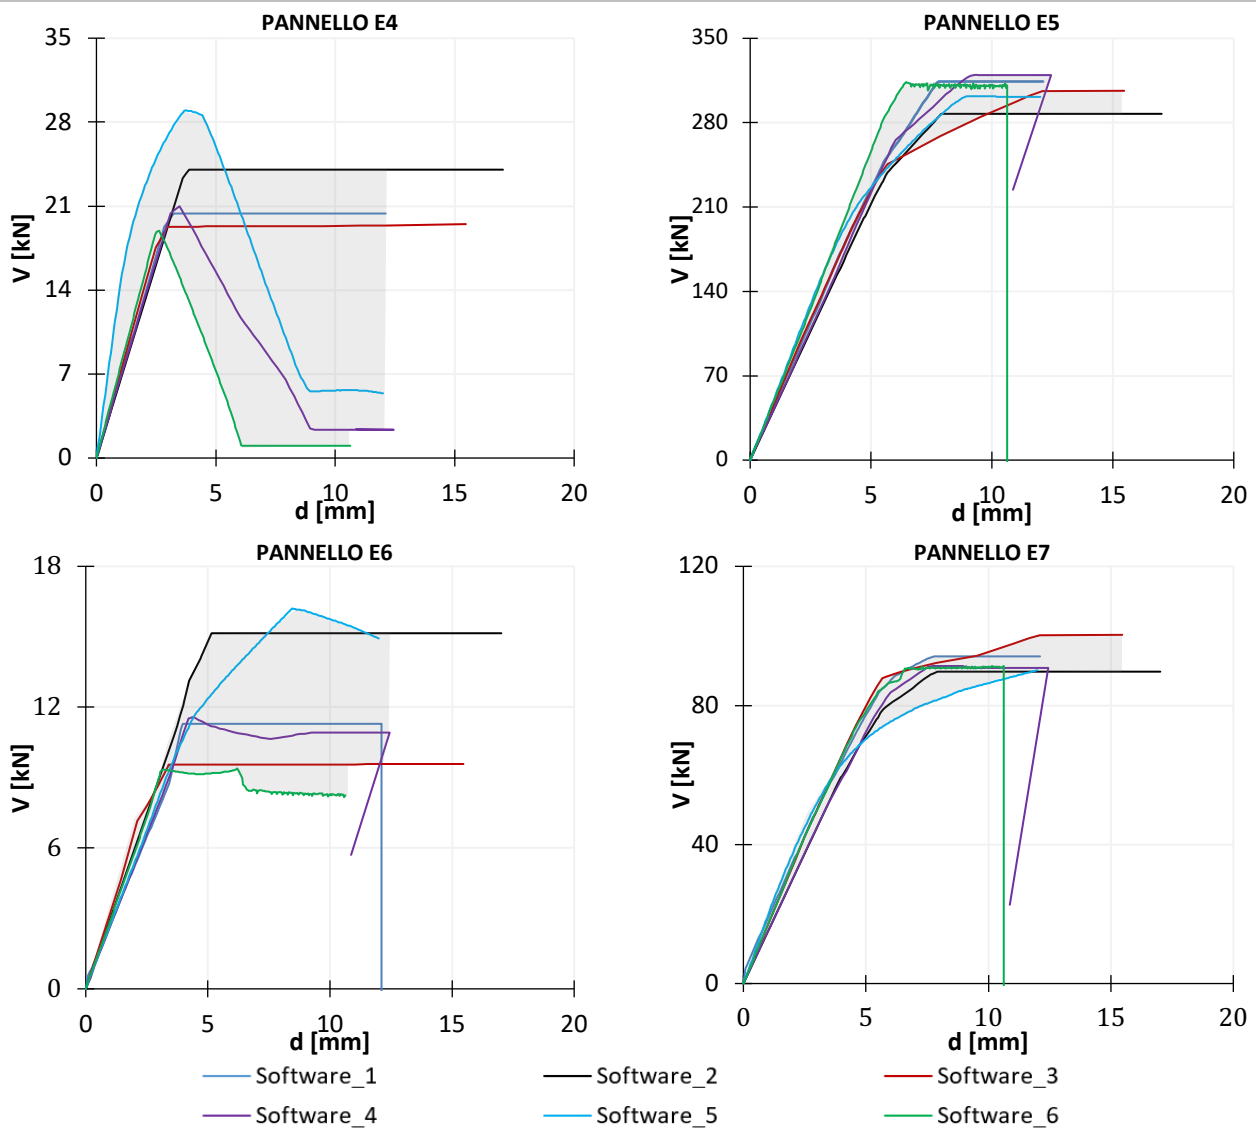 PANNELLO E4
35
28
21
14
7
0
V [kN]
0 5 10 15 20
d [mm]
PANNELLO E5
350
280
210
140
70
0
V [kN]
0 5 10 15 20
d [mm]
PANNELLO E6
18
12
6
0
V [kN]
0 5 10 15 20
d [mm]
PANNELLO E7
120
80
40
0
V [kN]
0 5 10 15 20
d [mm]
Software_1 Software_2 Software_3
Software_4 Software_5 Software_6